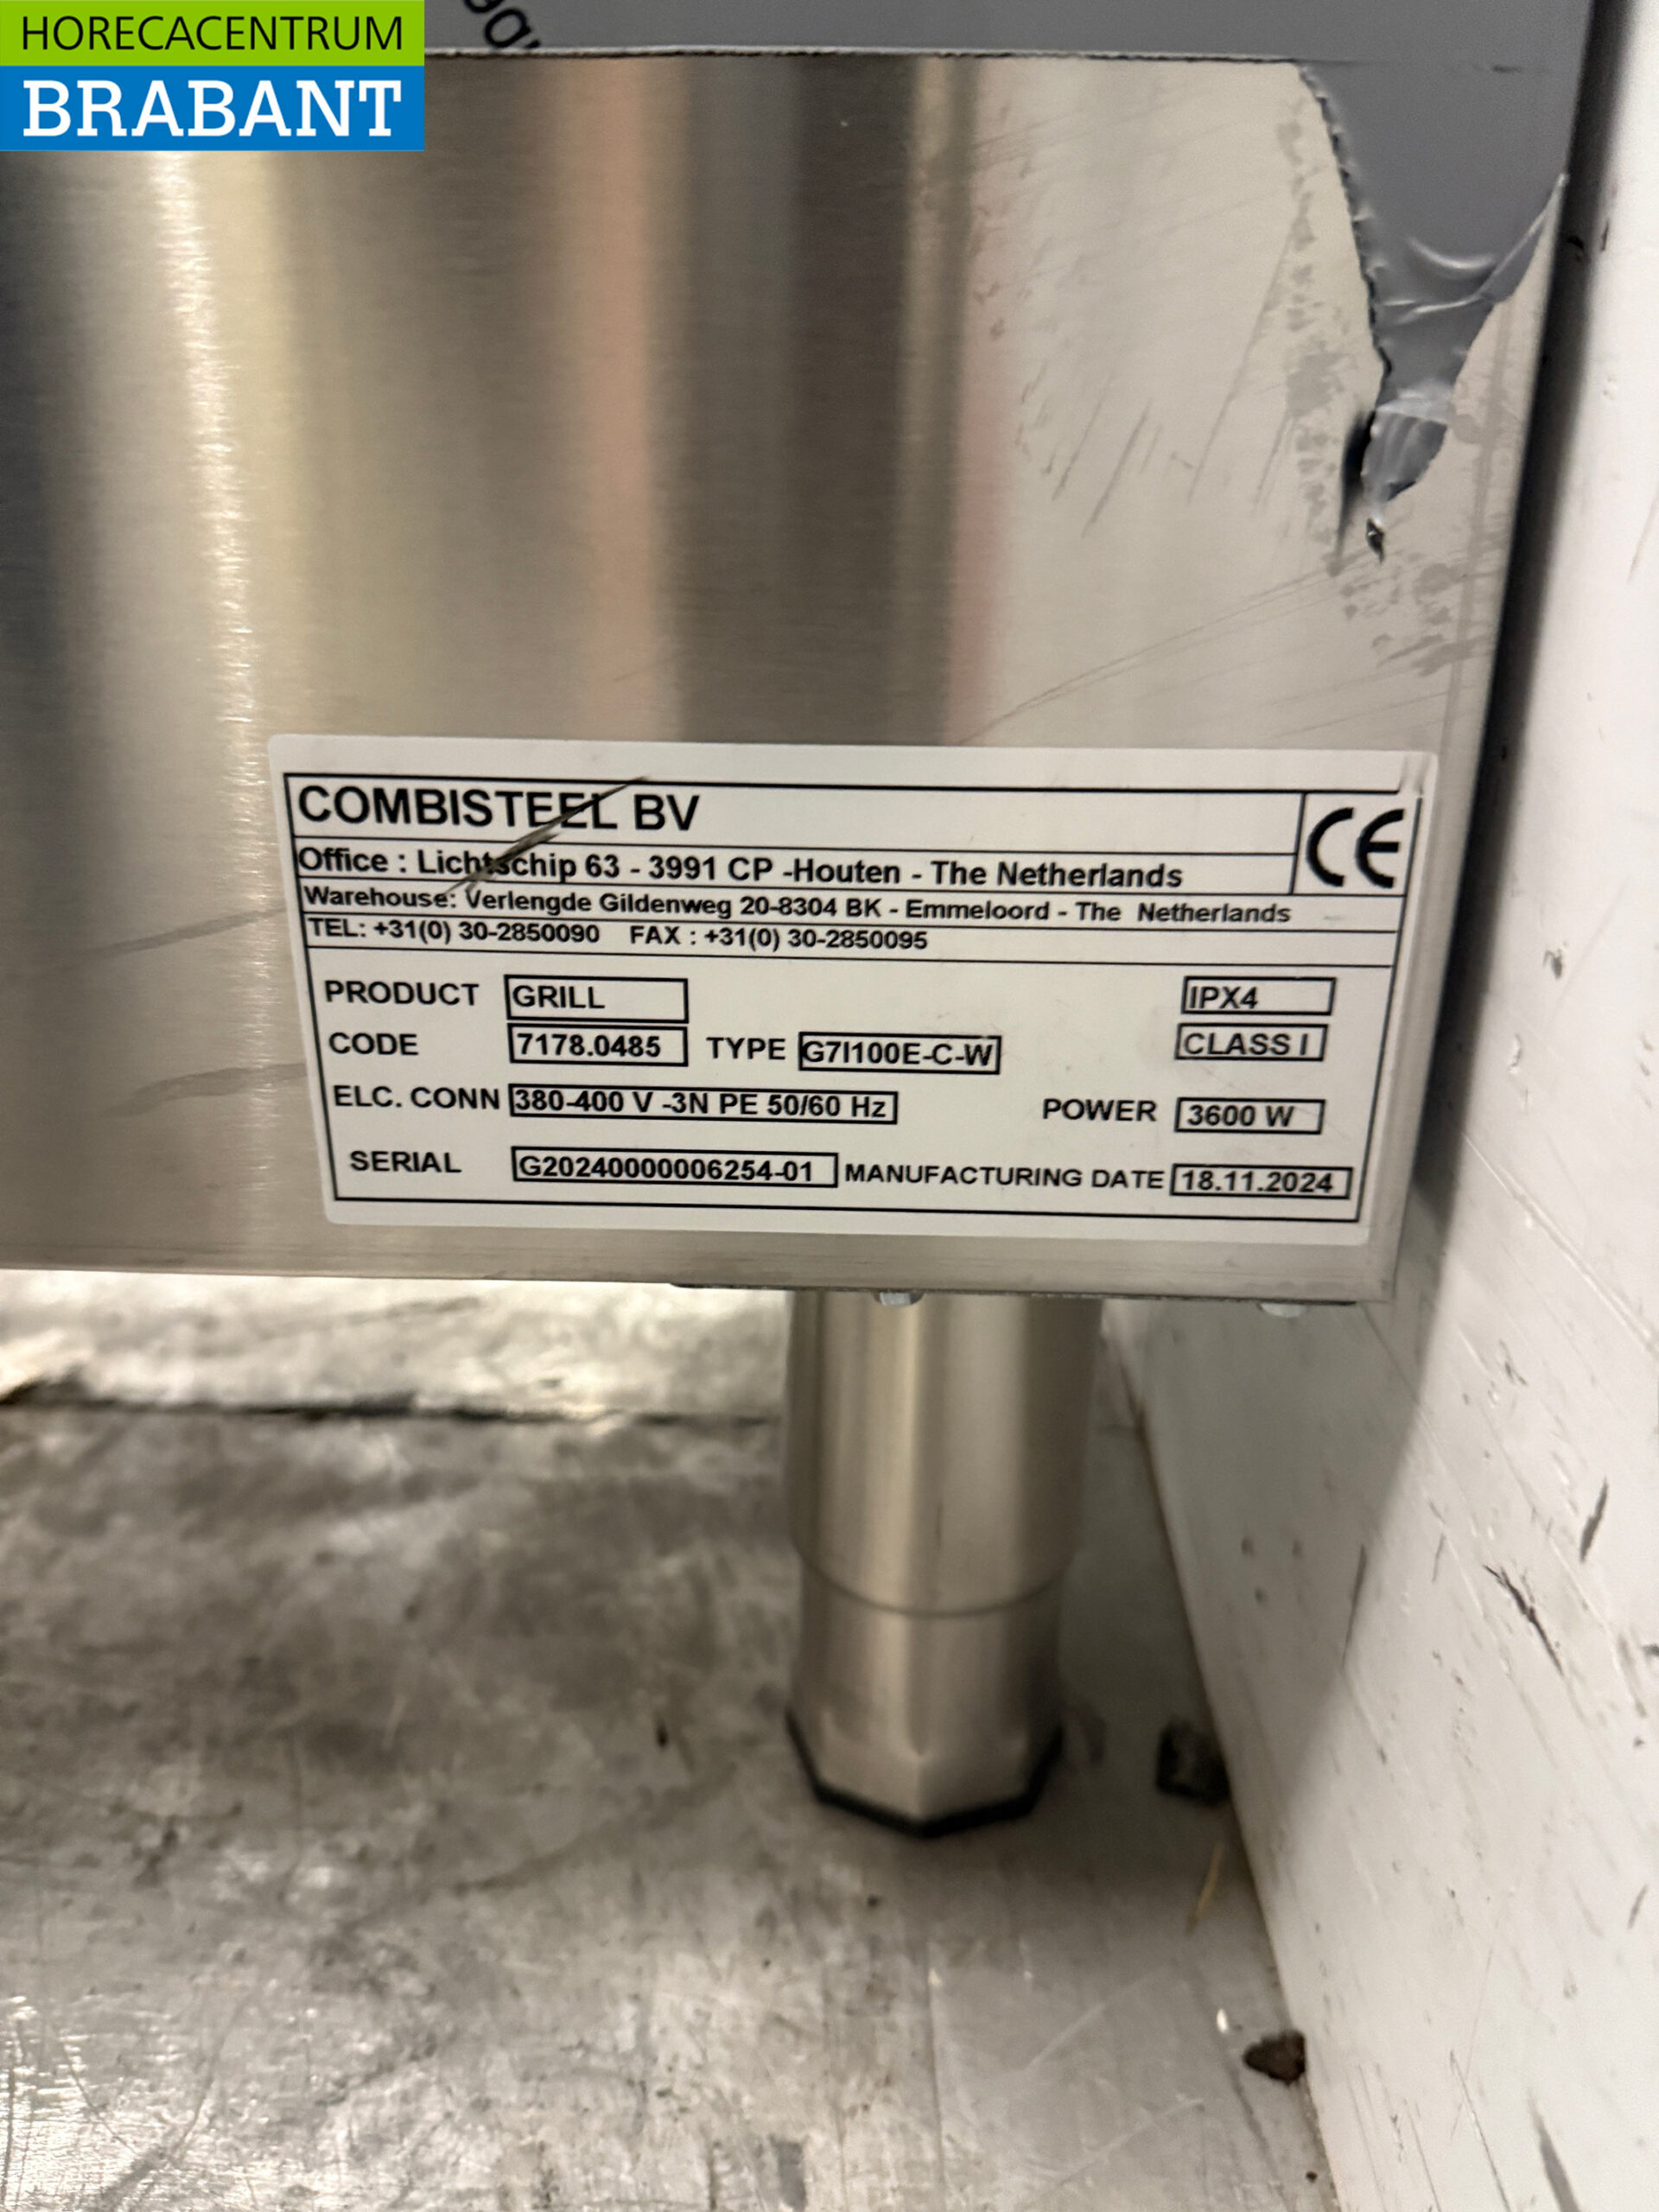 HORECACENTRUM
BRABANT
COMBISTEEL BV
CE
Office : Lichtschip 63 - 3991 CP -Houten - The Netherlands
Warehouse: Verlengde Gildenweg 20-8304 BK - Emmeloord - The Netherlands
TEL: +31(0) 30-2850090 FAX : +31(0) 30-2850095
PRODUCT GRILL IPX4
CODE 7178.0485 TYPE G7I100E-C-W CLASS I
ELC. CONN 380-400 V -3N PE 50/60 Hz POWER 3600 W
SERIAL G20240000006254-01 MANUFACTURING DATE 18.11.2024